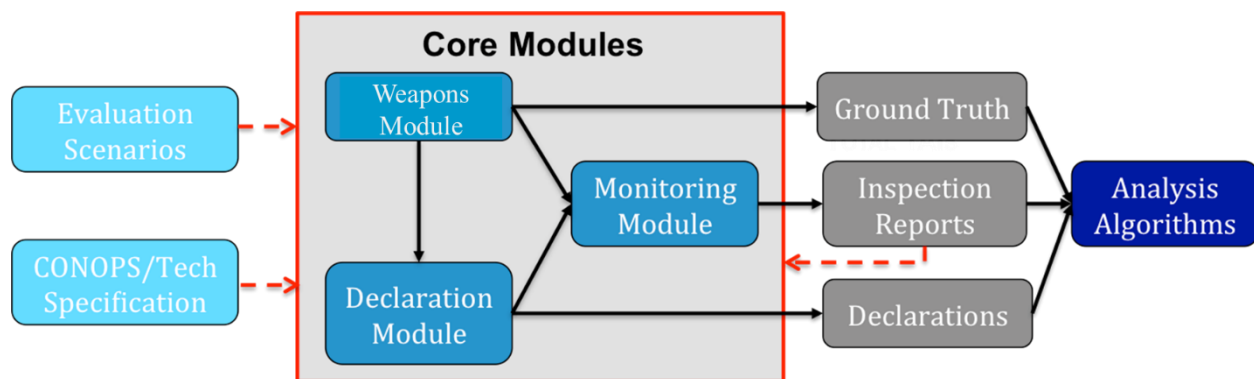 Core Modules
Evaluation
Scenarios
CONOPS/Tech
Specification
Weapons
Module
Declaration
Module
Monitoring
Module
Ground Truth
Inspection
Reports
Declarations
Analysis
Algorithms